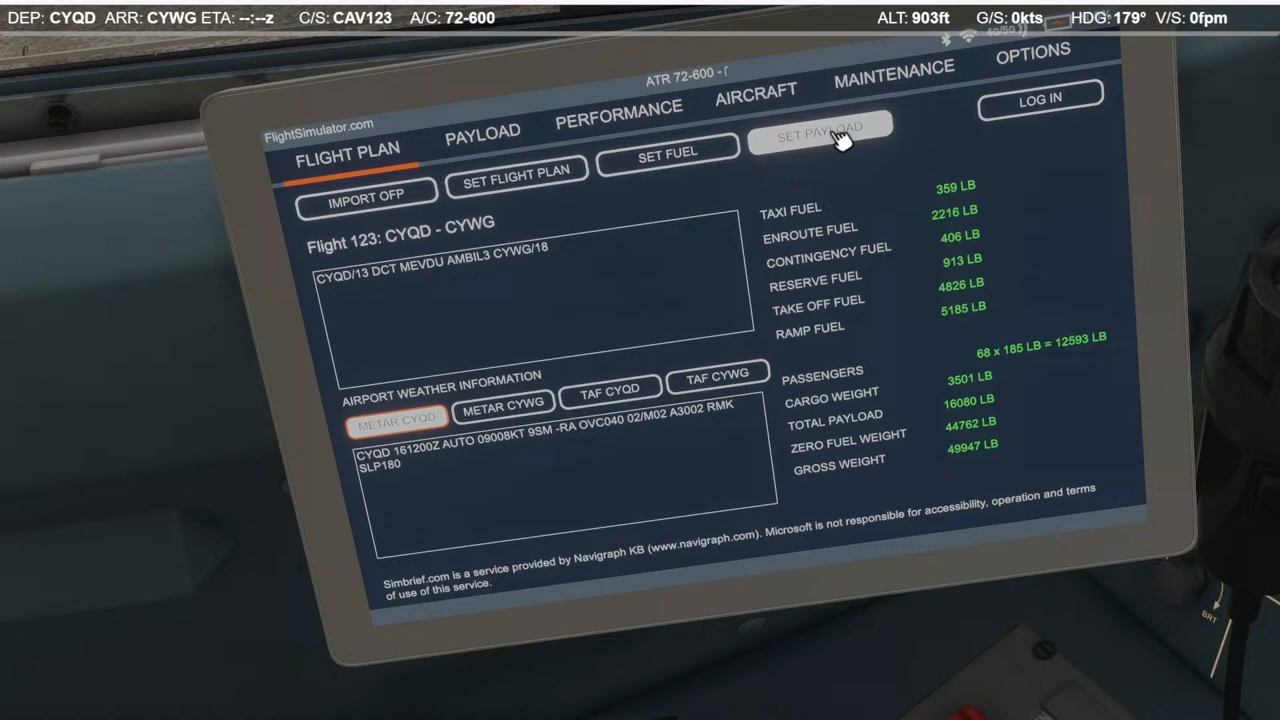 DEP: CYQD ARR: CYWG ETA: --:--z C/S: CAV123 A/C: 72-600 ALT: 903ft G/S: 0kts HDG: 179° V/S: 0fpm
4G/5G
FlightSimulator.com
ATR 72-600 -
FLIGHT PLAN PAYLOAD PERFORMANCE AIRCRAFT MAINTENANCE OPTIONS
IMPORT OFP SET FLIGHT PLAN SET FUEL SET PAYLOAD LOG IN
Flight 123: CYQD - CYWG
CYQD/13 DCT MEVDU AMBIL3 CYWG/18
TAXI FUEL 359 LB
ENROUTE FUEL 2216 LB
CONTINGENCY FUEL 406 LB
RESERVE FUEL 913 LB
TAKE OFF FUEL 4826 LB
RAMP FUEL 5185 LB
AIRPORT WEATHER INFORMATION
METAR CYQD METAR CYWG TAF CYQD TAF CYWG
CYQD 161200Z AUTO 09008KT 9SM -RA OVC040 02/M02 A3002 RMK
SLP180
PASSENGERS 68 x 185 LB = 12593 LB
CARGO WEIGHT 3501 LB
TOTAL PAYLOAD 16080 LB
ZERO FUEL WEIGHT 44762 LB
GROSS WEIGHT 49947 LB
Simbrief.com is a service provided by Navigraph KB (www.navigraph.com). Microsoft is not responsible for accessibility, operation and terms
of use of this service.
BRT